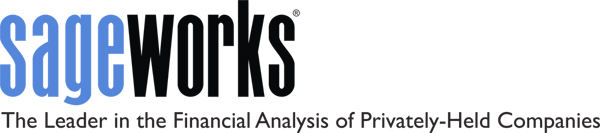 sageworks®
The Leader in the Financial Analysis of Privately-Held Companies